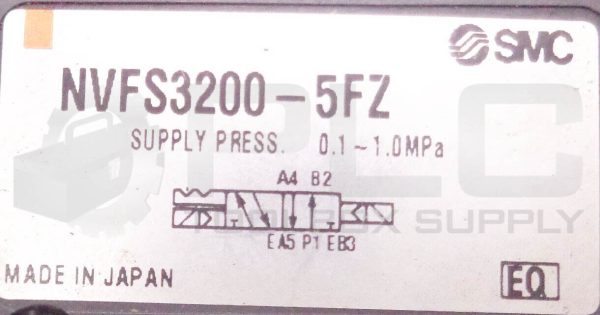 SMC
NVFS3200-5FZ
SUPPLY PRESS. 0.1~1.0MPa
A4 B2
EA5 P1 EB3
MADE IN JAPAN
EQ
PLC
SUPPLY